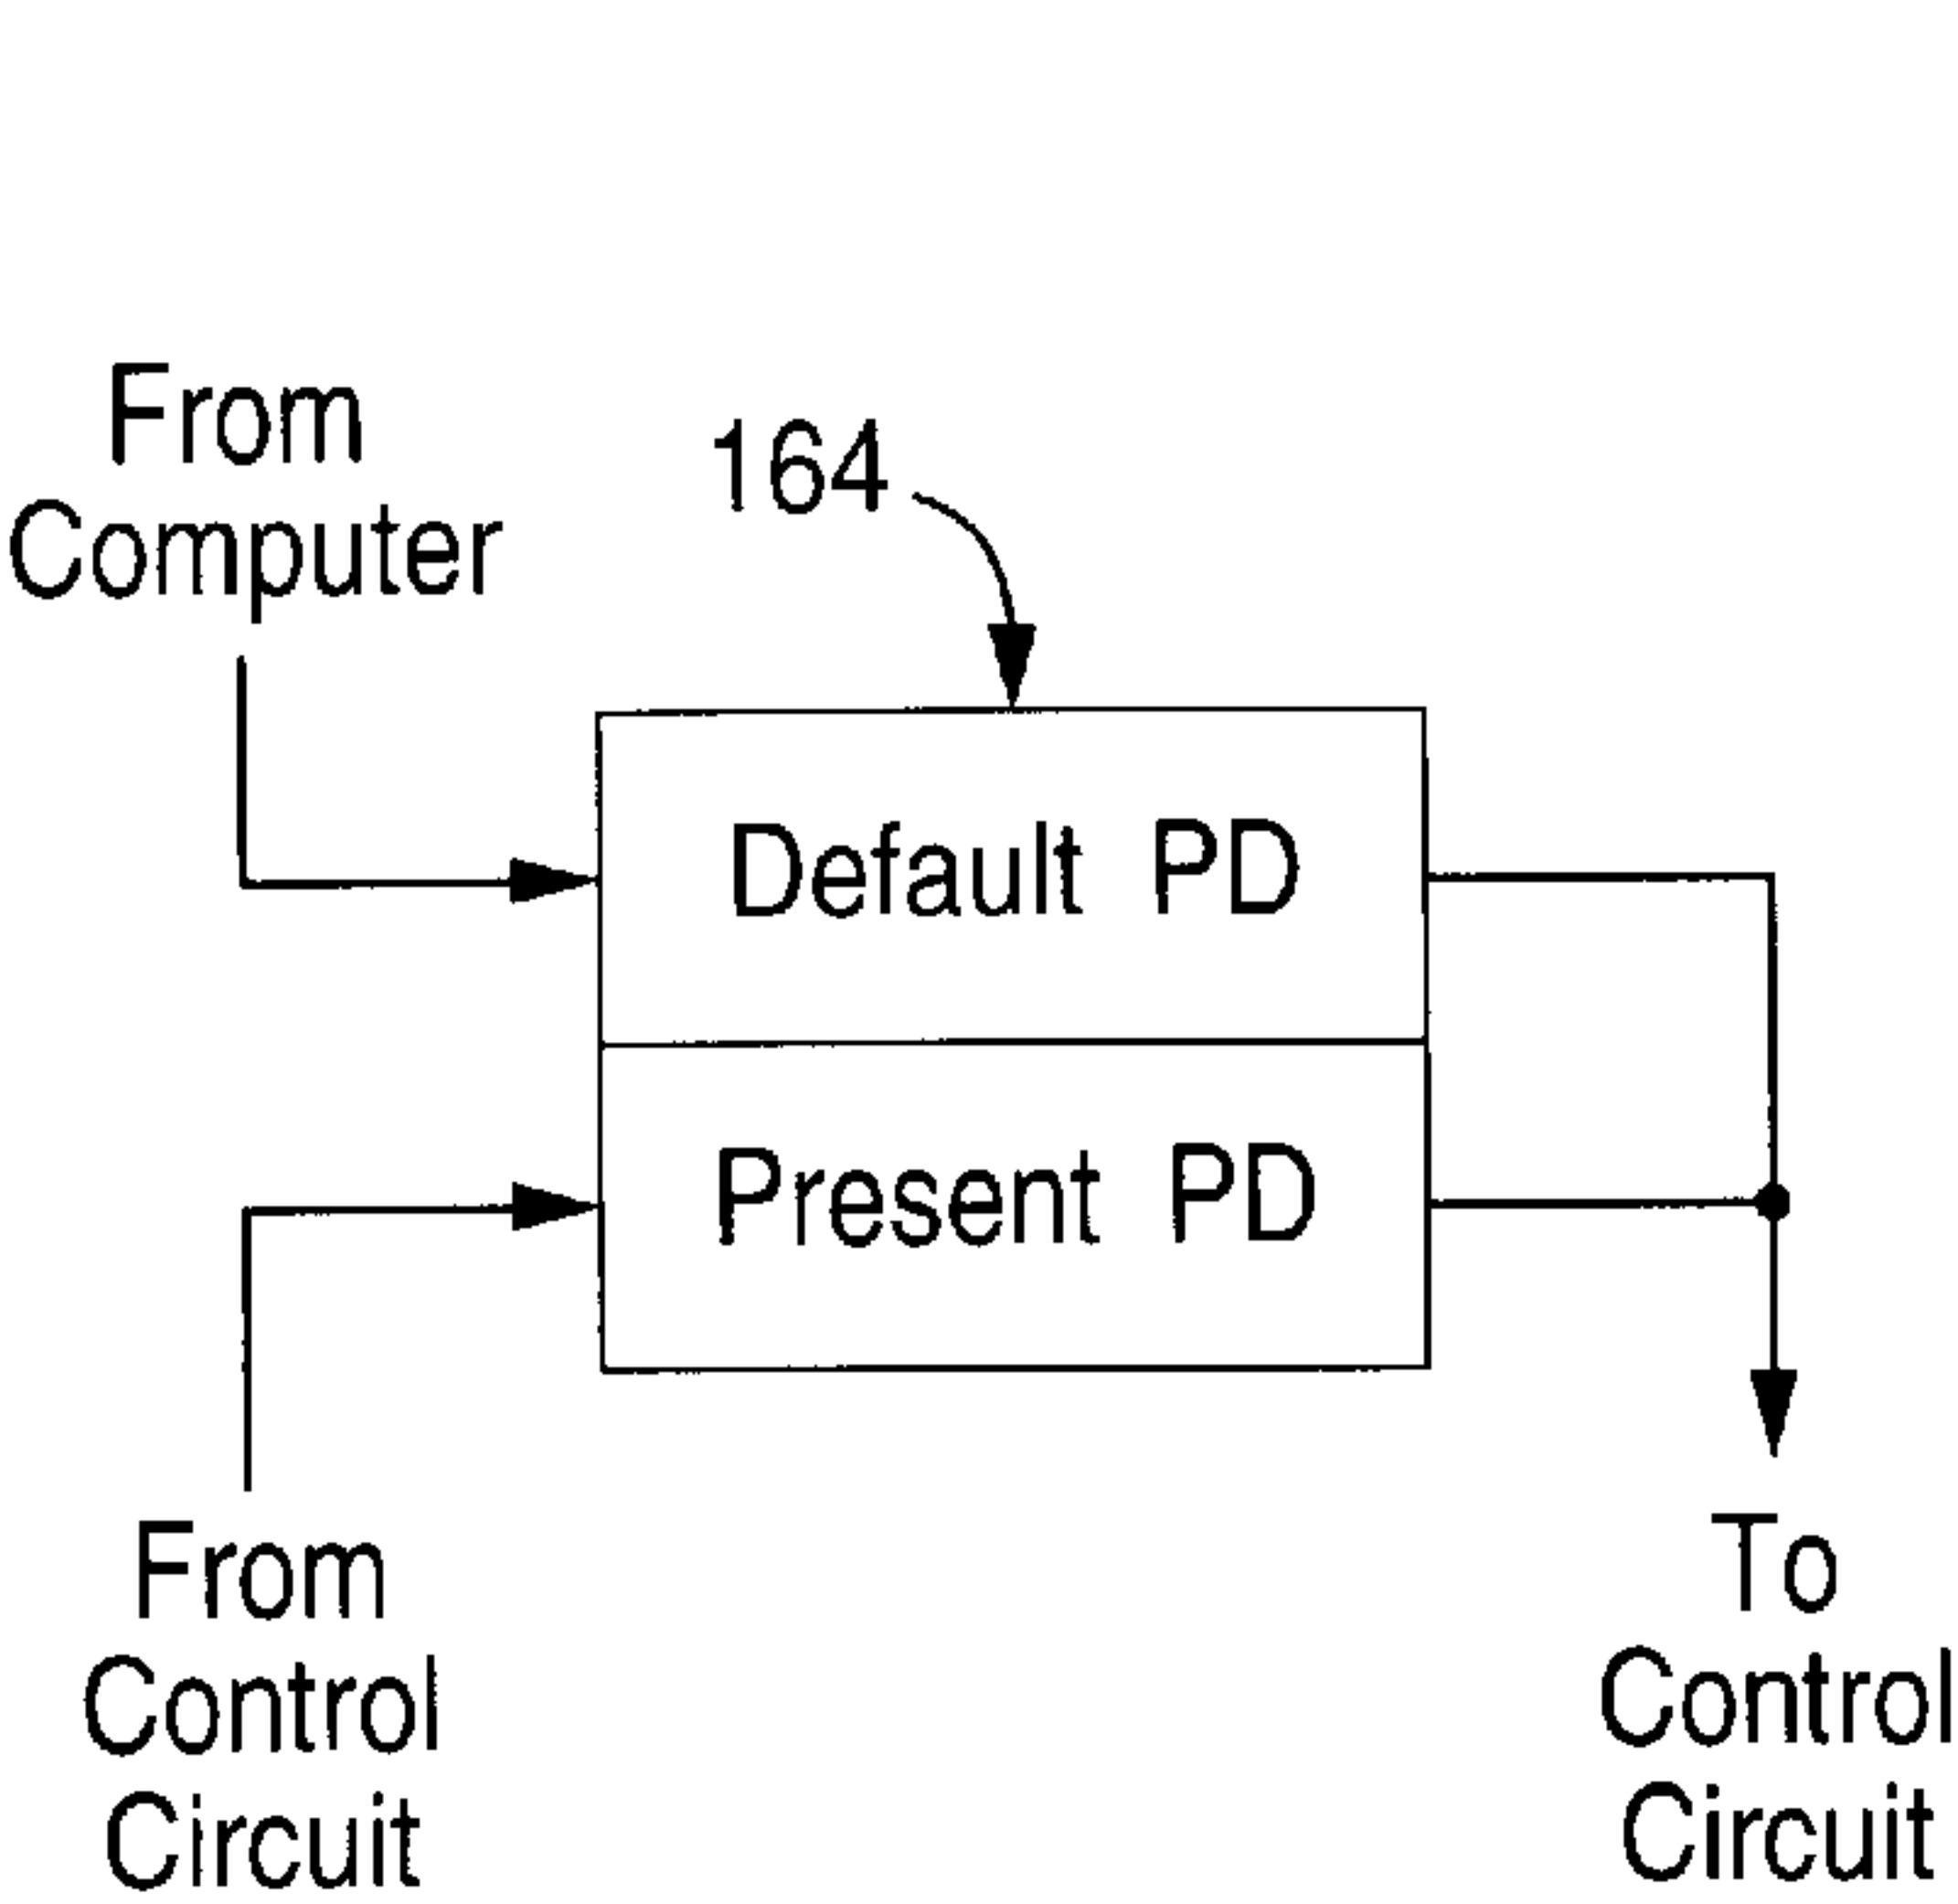 From
Computer
164
Default PD
Present PD
From
Control
Circuit
To
Control
Circuit